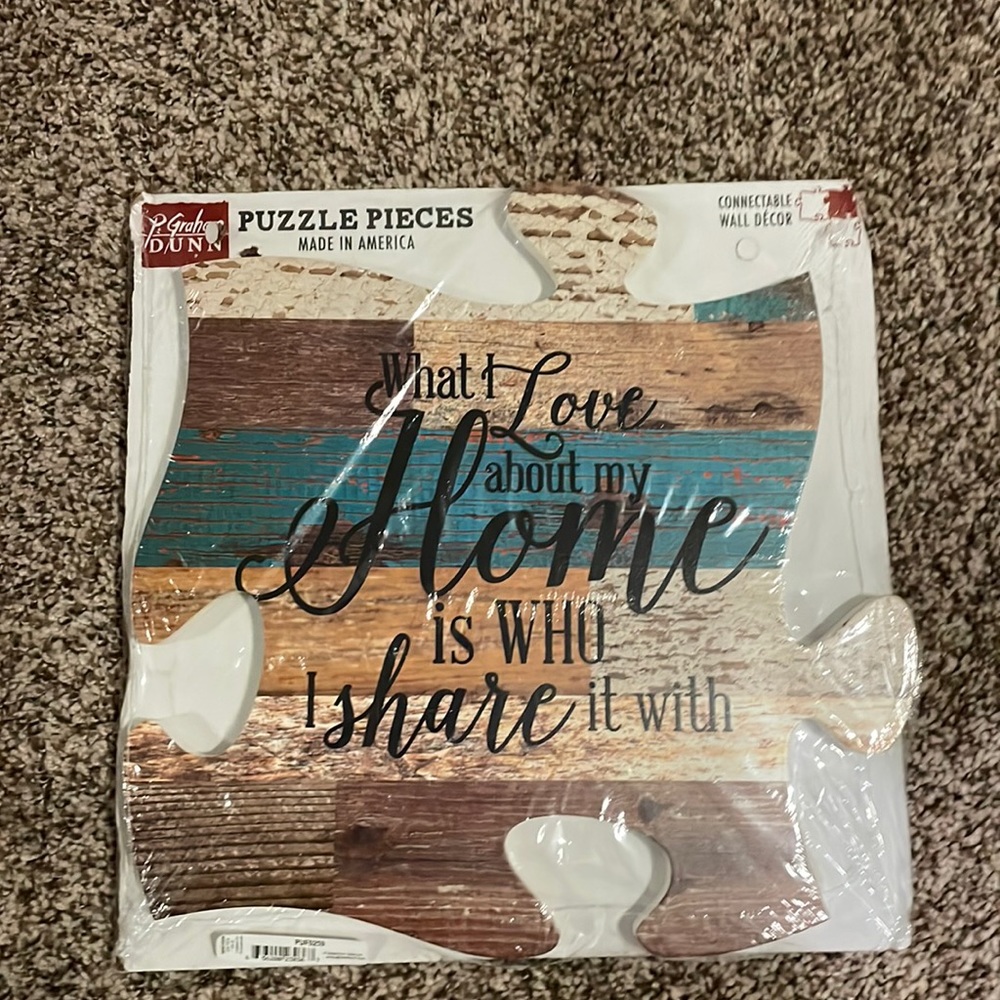 P. Graham
DUNN
PUZZLE PIECES
MADE IN AMERICA
CONNECTABLE
WALL DÉCOR
What I Love
about my
Home
is WHO
I share it with
PUF0259